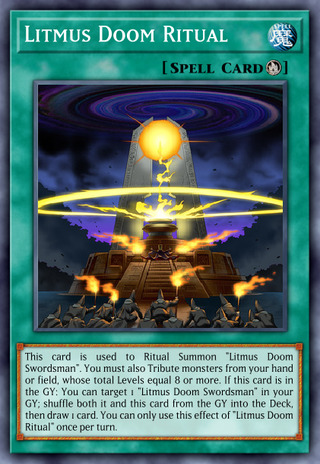 Litmus Doom Ritual
魔
[Spell Card]
This card is used to Ritual Summon "Litmus Doom
Swordsman". You must also Tribute monsters from your hand
or field, whose total Levels equal 8 or more. If this card is in
the GY: You can target 1 "Litmus Doom Swordsman" in your
GY; shuffle both it and this card from the GY into the Deck,
then draw 1 card. You can only use this effect of "Litmus Doom
Ritual" once per turn.